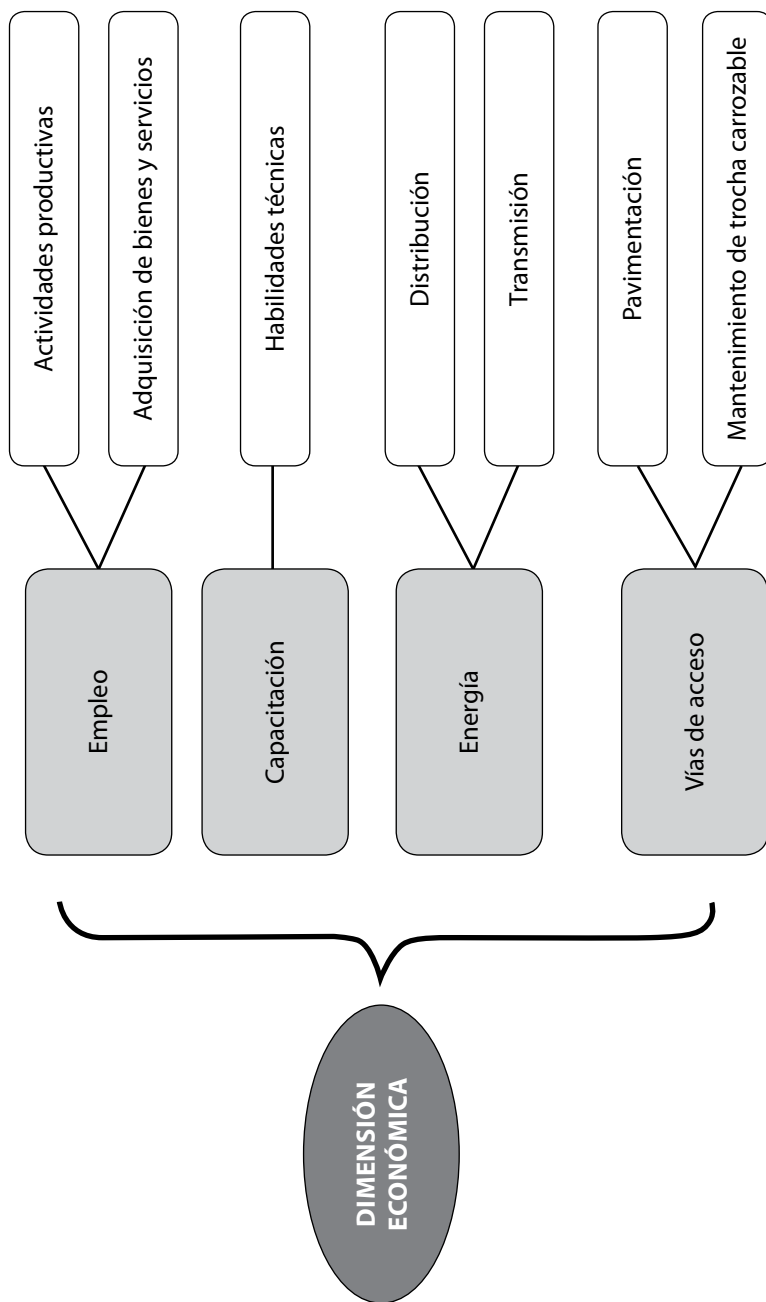 DIMENSIÓN
ECONÓMICA
Empleo
Actividades productivas
Adquisición de bienes y servicios
Capacitación
Habilidades técnicas
Energía
Distribución
Transmisión
Vías de acceso
Pavimentación
Mantenimiento de trocha carrozable